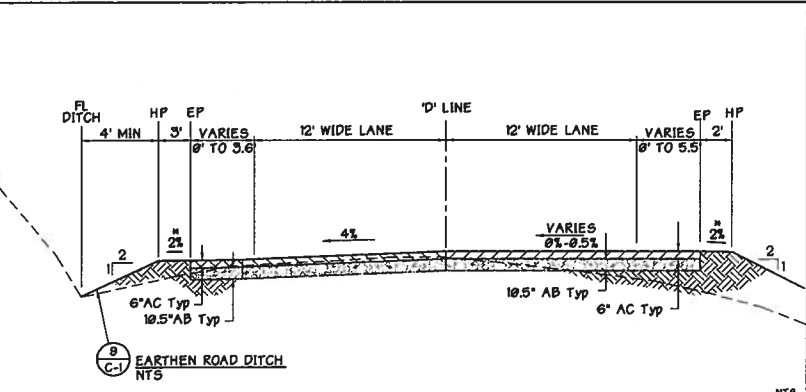 FL
DITCH
HP
EP
'D' LINE
EP
HP
4' MIN
3'
VARIES
0' TO 3.6
12' WIDE LANE
12' WIDE LANE
VARIES
0' TO 5.5
2'
*
2%
4%
VARIES
0%-0.5%
*
2%
2
1
2
1
6"AC Typ
10.5"AB Typ
10.5" AB Typ
6" AC Typ
9
C-1
EARTHEN ROAD DITCH
NTS
NTS